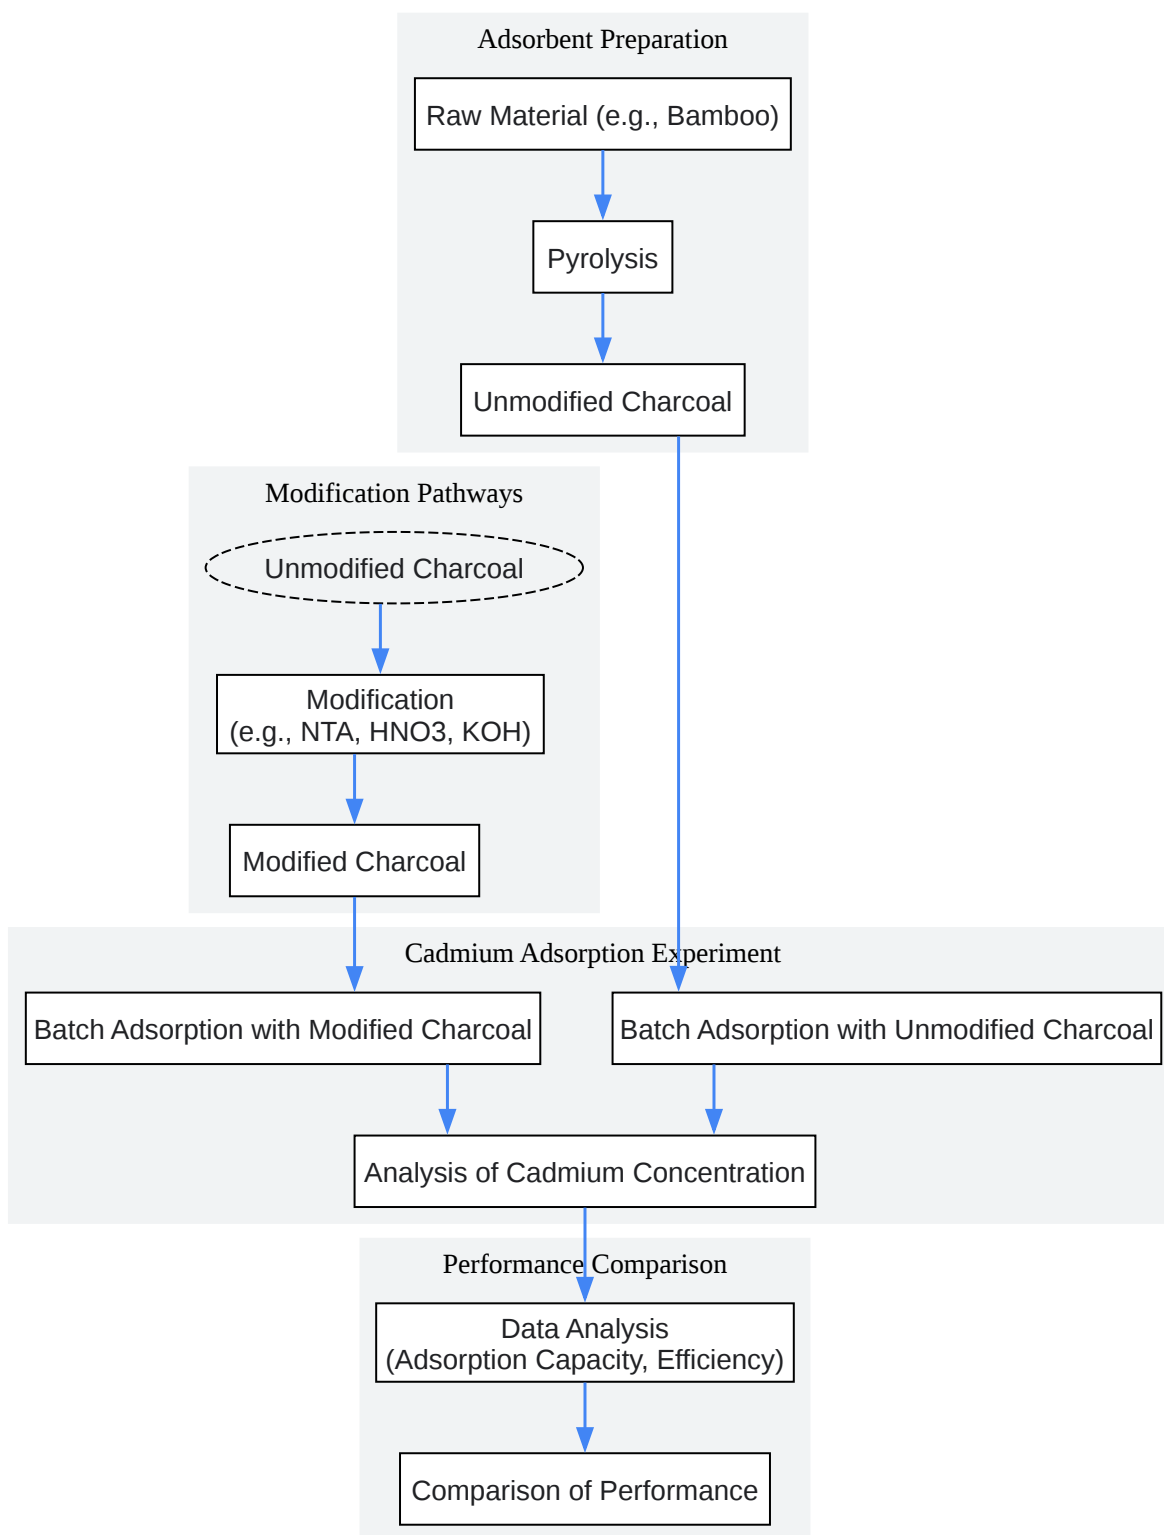 Adsorbent Preparation
Raw Material (e.g., Bamboo)
Pyrolysis
Unmodified Charcoal
Modification Pathways
Unmodified Charcoal
Modification
(e.g., NTA, HNO3, KOH)
Modified Charcoal
Cadmium Adsorption Experiment
Batch Adsorption with Modified Charcoal
Batch Adsorption with Unmodified Charcoal
Analysis of Cadmium Concentration
Performance Comparison
Data Analysis
(Adsorption Capacity, Efficiency)
Comparison of Performance